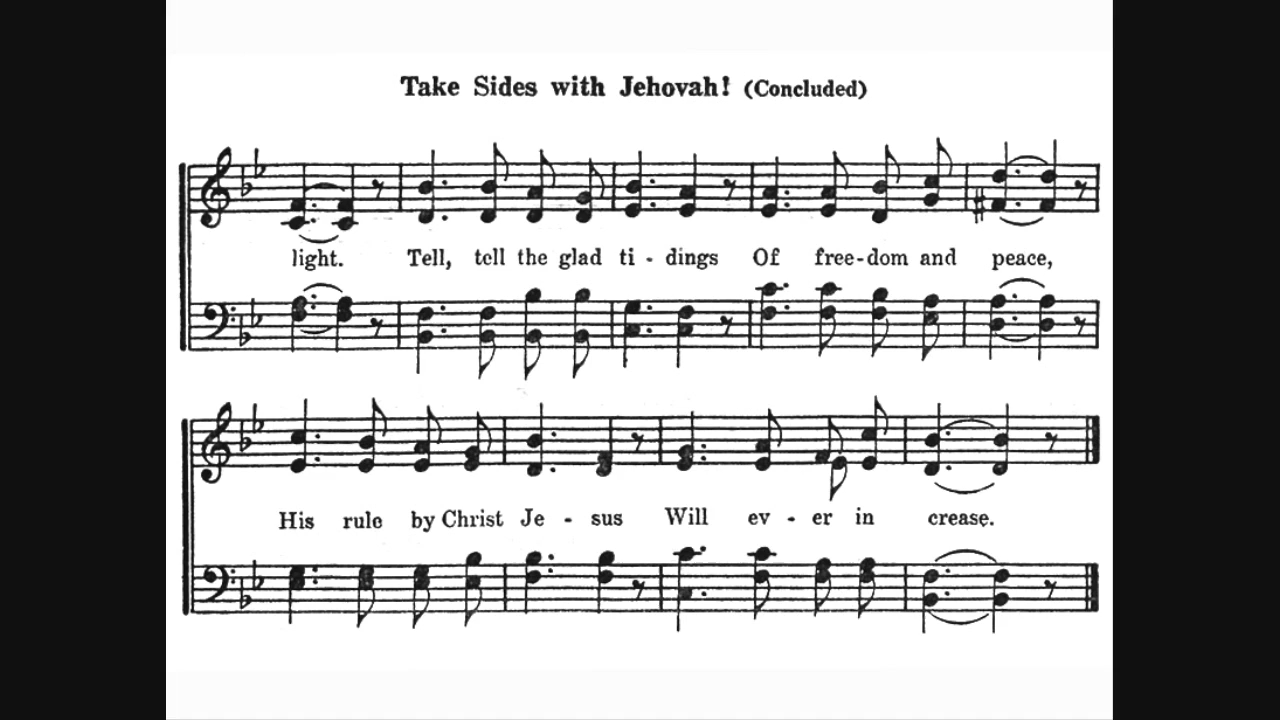 Take Sides with Jehovah! (Concluded)
light. Tell, tell the glad ti - dings Of free-dom and peace,
His rule by Christ Je - sus Will ev - er in crease.